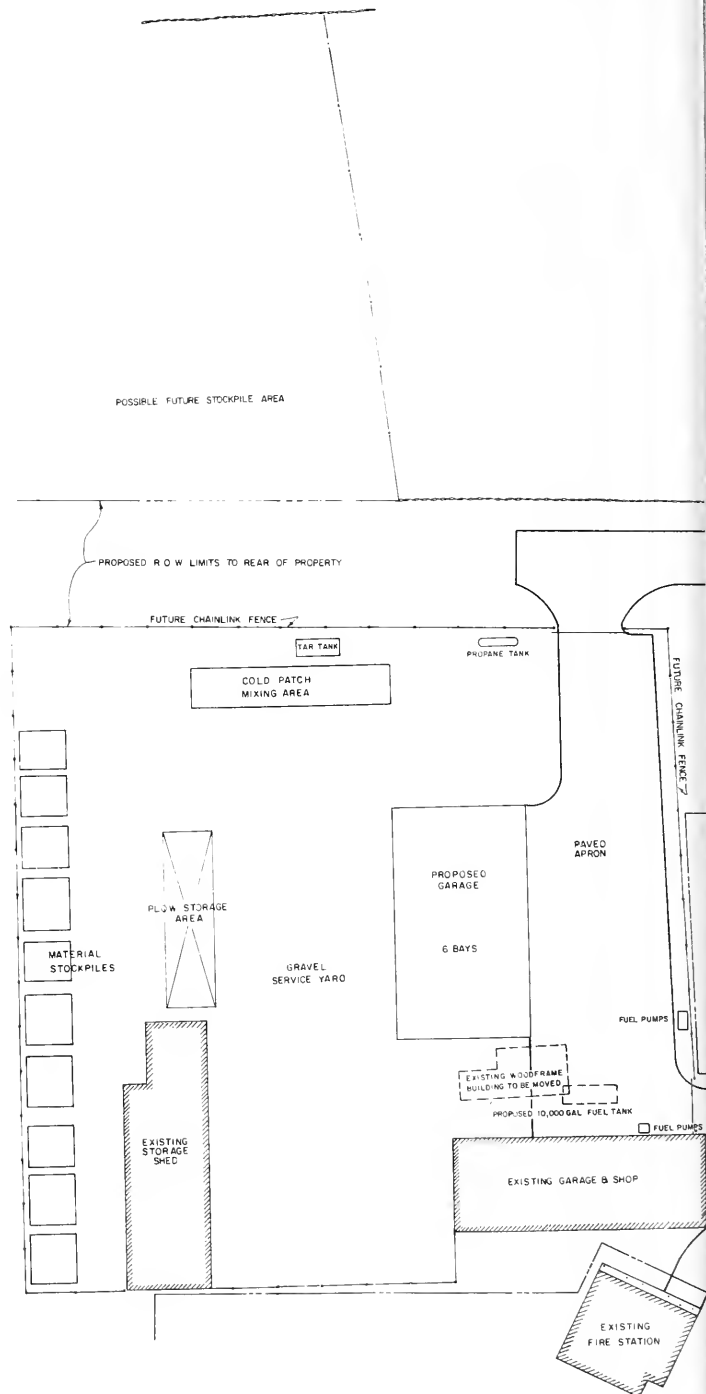 POSSIBLE FUTURE STOCKPILE AREA
PROPOSED R O W LIMITS TO REAR OF PROPERTY
FUTURE CHAINLINK FENCE
TAR TANK
PROPANE TANK
COLD PATCH
MIXING AREA
FUTURE CHAINLINK FENCE
PAVED
APRON
PROPOSED
GARAGE
6 BAYS
PLOW STORAGE
AREA
MATERIAL
STOCKPILES
GRAVEL
SERVICE YARD
FUEL PUMPS
EXISTING WOODFRAME
BUILDING TO BE MOVED
PROPOSED 10,000 GAL FUEL TANK
FUEL PUMPS
EXISTING
STORAGE
SHED
EXISTING GARAGE & SHOP
EXISTING
FIRE STATION